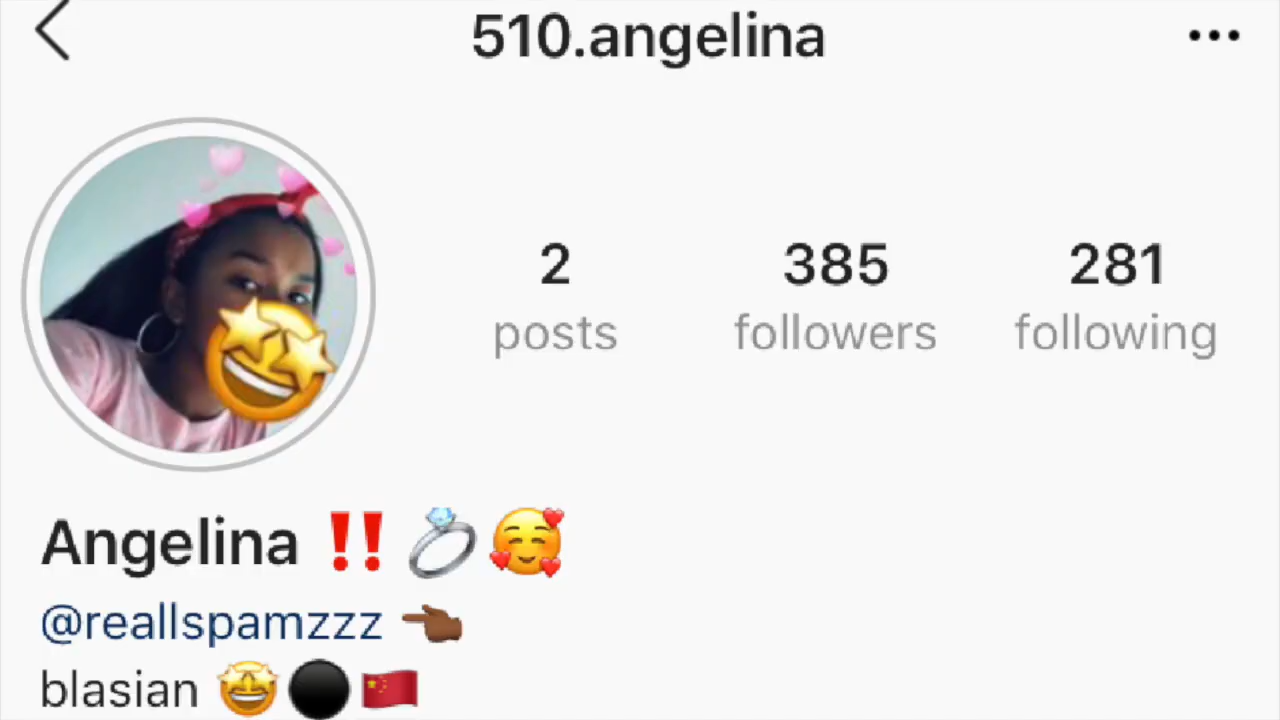 510.angelina
2 385 281
posts followers following
Angelina ‼️ 💍 🥰
@reallspamzzz 👈🏾
blasian 🤩⚫🇨🇳